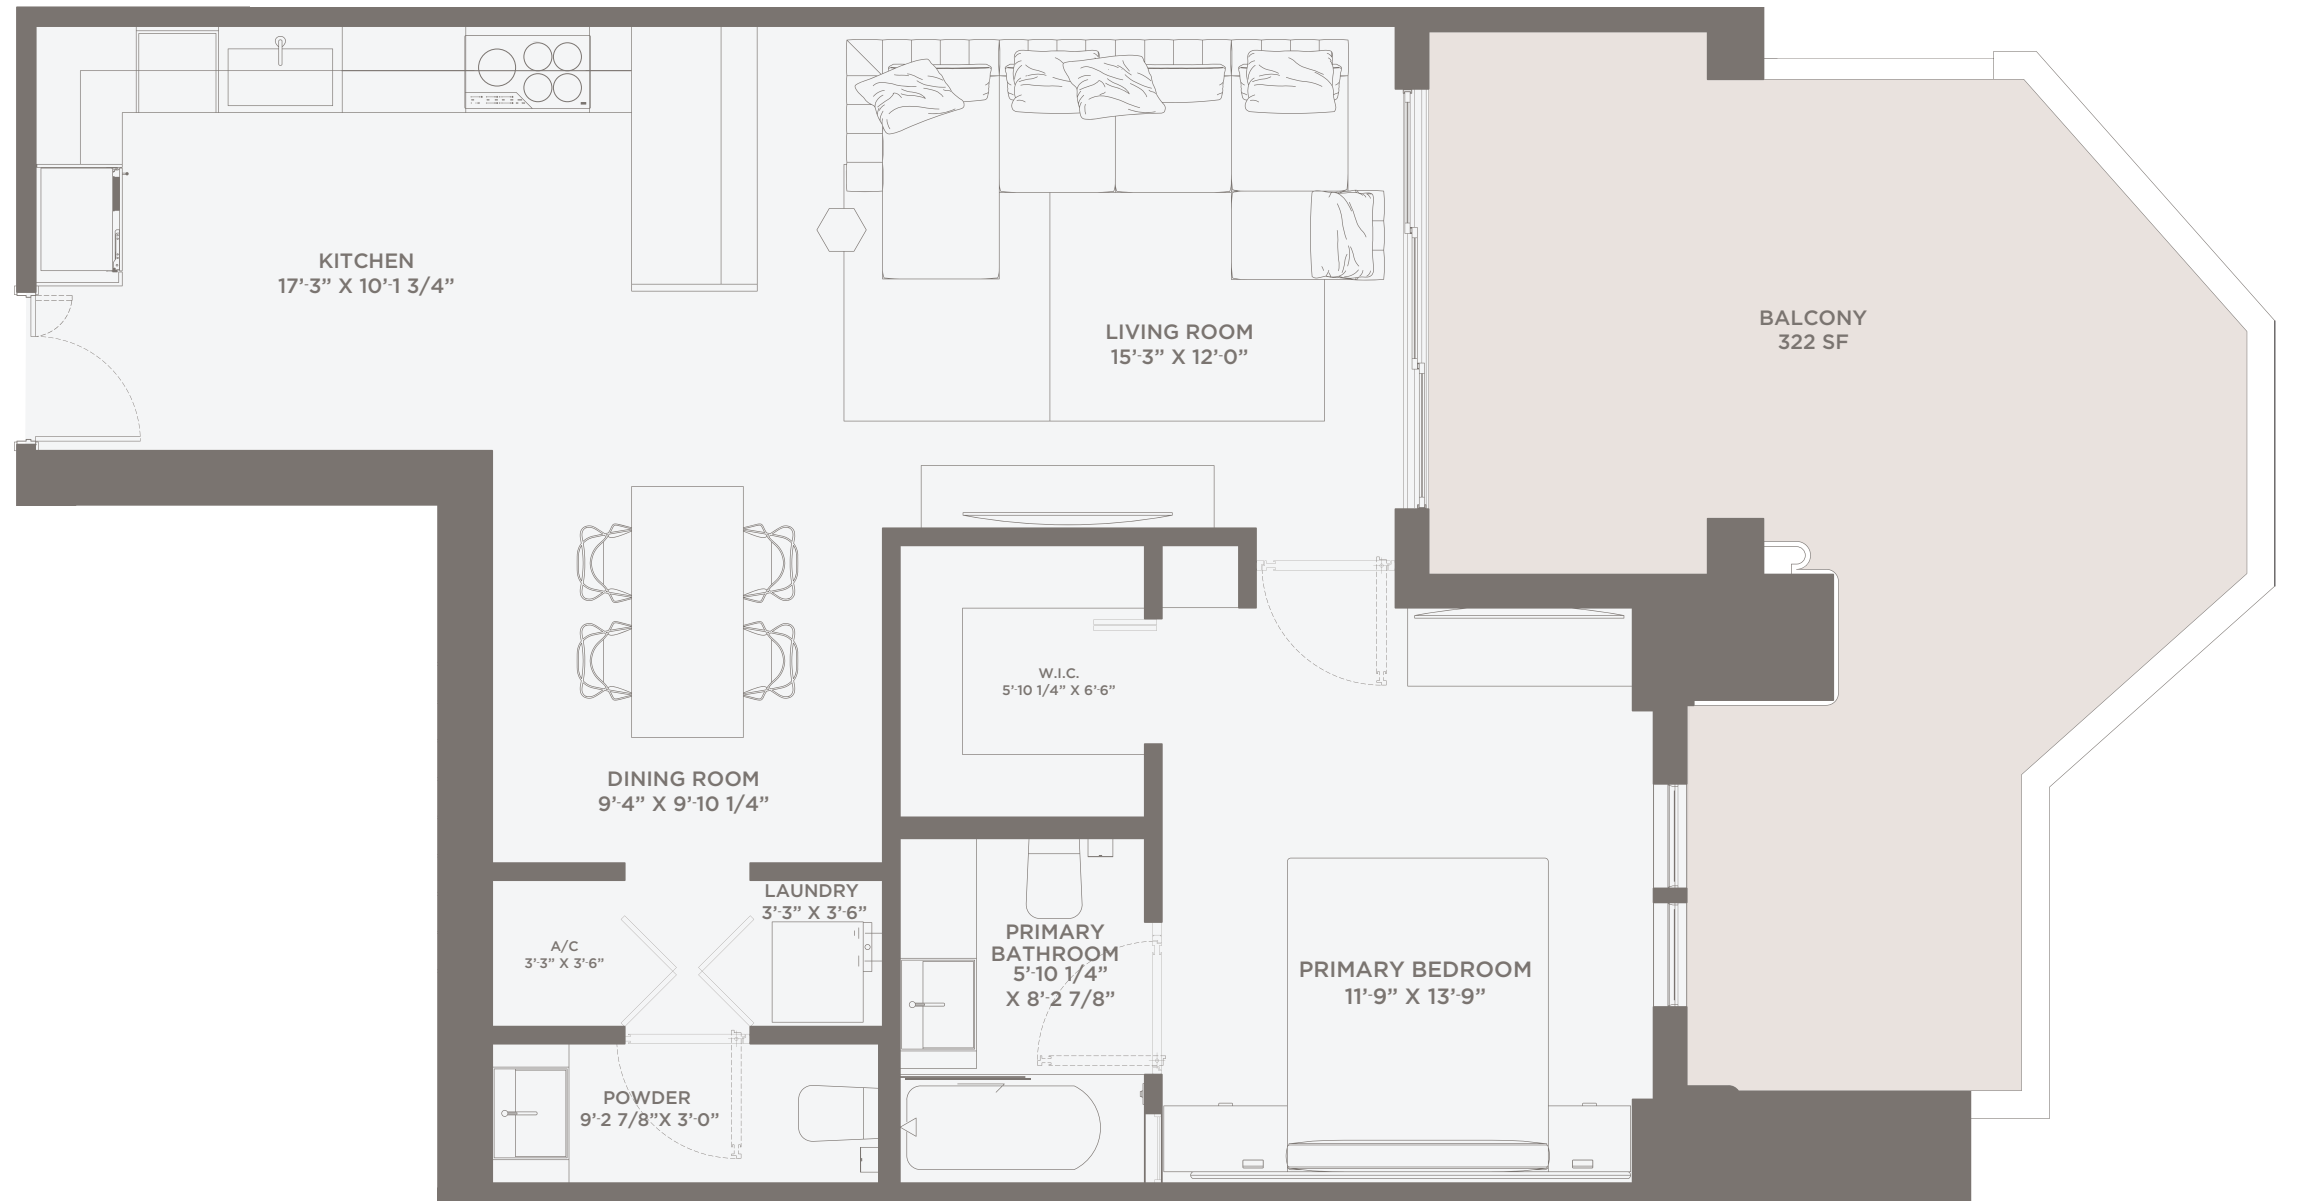 KITCHEN
17’-3” X 10’-1 3/4”
LIVING ROOM
15’-3” X 12’-0”
BALCONY
322 SF
W.I.C.
5’-10 1/4” X 6’-6”
DINING ROOM
9’-4” X 9’-10 1/4”
LAUNDRY
3’-3” X 3’-6”
A/C
3’-3” X 3’-6”
PRIMARY
BATHROOM
5’-10 1/4”
X 8’-2 7/8”
PRIMARY BEDROOM
11’-9” X 13’-9”
POWDER
9’-2 7/8”X 3’-0”